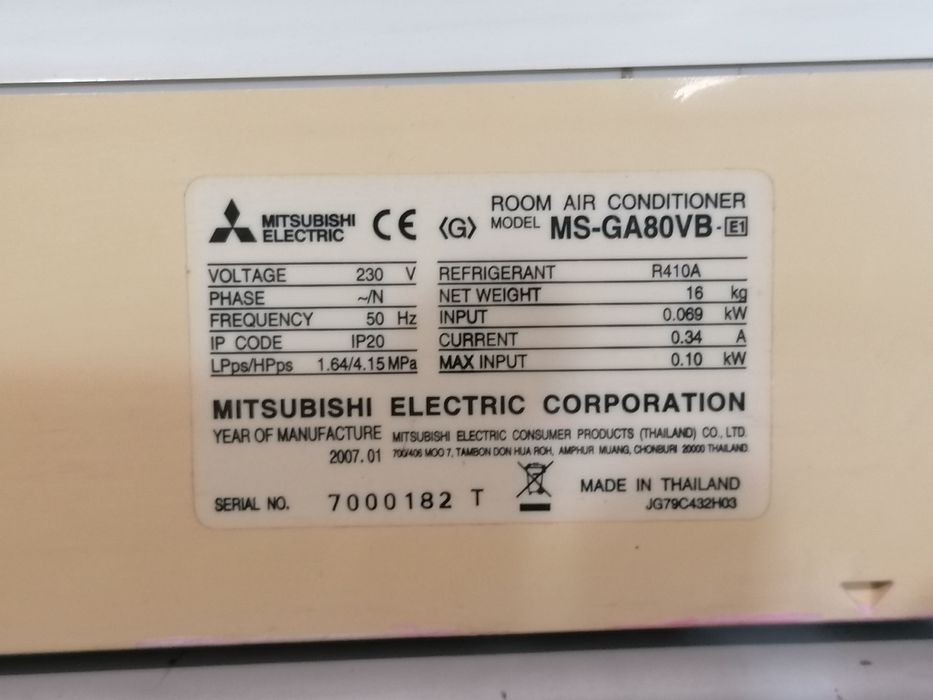 MITSUBISHI
ELECTRIC
CE
⟨G⟩
ROOM AIR CONDITIONER
MODEL MS-GA80VB - E1
VOLTAGE 230 V
PHASE ~/N
FREQUENCY 50 Hz
IP CODE IP20
LPps/HPps 1.64/4.15 MPa
REFRIGERANT R410A
NET WEIGHT 16 kg
INPUT 0.069 kW
CURRENT 0.34 A
MAX INPUT 0.10 kW
MITSUBISHI ELECTRIC CORPORATION
YEAR OF MANUFACTURE
2007.01
MITSUBISHI ELECTRIC CONSUMER PRODUCTS (THAILAND) CO., LTD.
700/406 MOO 7, TAMBON DON HUA ROH, AMPHUR MUANG, CHONBURI 20000 THAILAND.
SERIAL NO. 7000182 T
MADE IN THAILAND
JG79C432H03